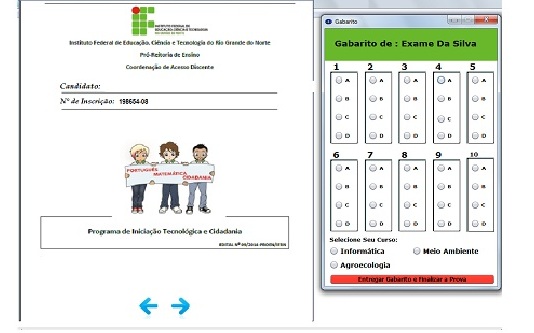 INSTITUTO FEDERAL DE
EDUCAÇÃO, CIÊNCIA E TECNOLOGIA
RIO GRANDE DO NORTE
Instituto Federal de Educação, Ciência e Tecnologia do Rio Grande do Norte
Pró-Reitoria de Ensino
Coordenação de Acesso Discente
Candidato:
Nº de Inscrição: 198654-08
PORTUGUÊS
MATEMÁTICA
CIDADANIA
Programa de Iniciação Tecnológica e Cidadania
Gabarito
Gabarito de : Exame Da Silva
1 2 3 4 5
A A A A A
B B B B B
C C C C C
D D D D D
6 7 8 9 10
A A A A A
B B B B B
C C C C C
D D D D D
Selecione Seu Curso:
Informática Meio Ambiente
Agroecologia
Entregar Gabarito e Finalizar a Prova